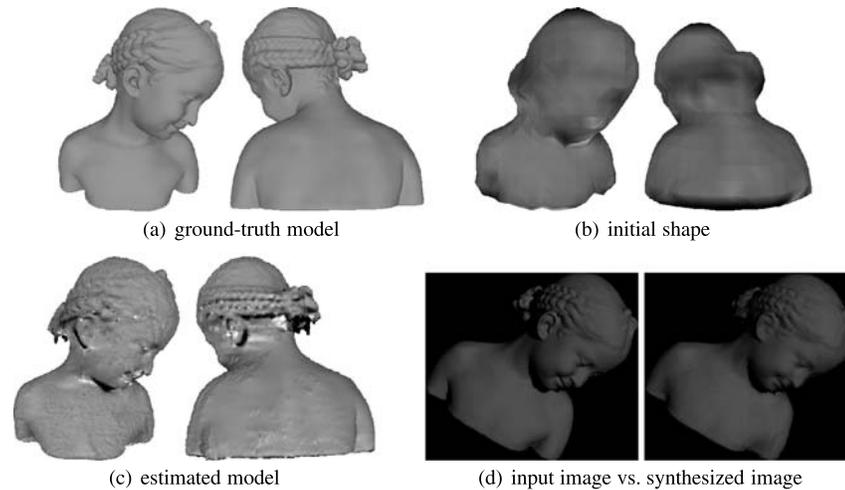 (a) ground-truth model
(b) initial shape
(c) estimated model
(d) input image vs. synthesized image